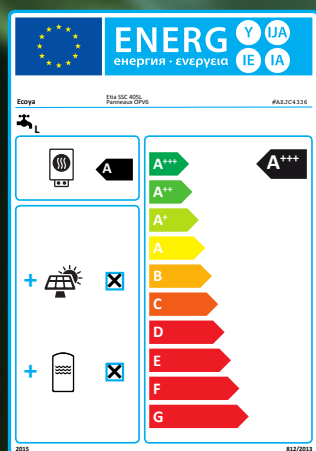 ENERG Y IJA
енергия · ενεργεια IE IA
Ecoya
Etia SSC 405L
Panneaux OPV6
#A2JC4336
L
A
A+++
A+++
A++
A+
A
B
C
D
E
F
G
2015
812/2013